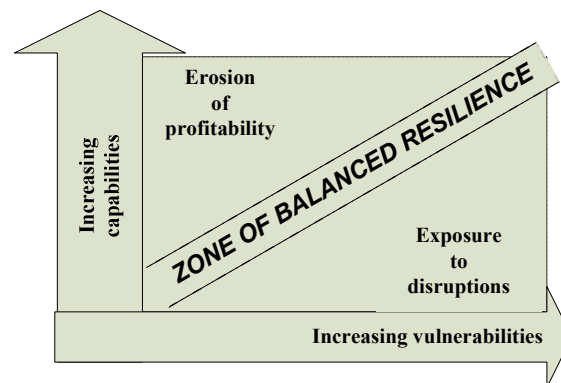 Erosion
of
profitability
Increasing
capabilities
ZONE OF BALANCED RESILIENCE
Exposure
to
disruptions
Increasing vulnerabilities